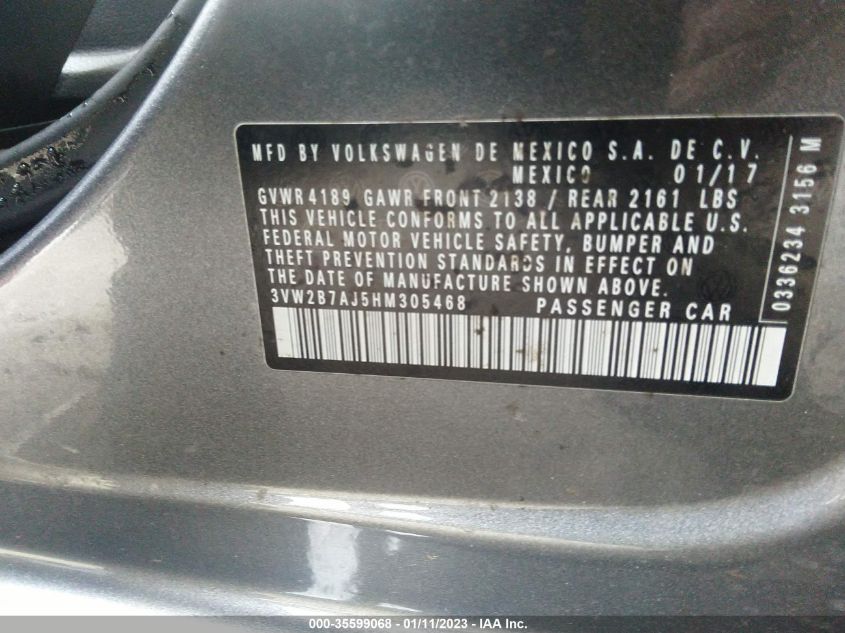 MFD BY VOLKSWAGEN DE MEXICO S.A. DE C.V.
MEXICO 01/17
GVWR 4189 GAWR FRONT 2138 / REAR 2161 LBS
THIS VEHICLE CONFORMS TO ALL APPLICABLE U.S.
FEDERAL MOTOR VEHICLE SAFETY, BUMPER AND
THEFT PREVENTION STANDARDS IN EFFECT ON
THE DATE OF MANUFACTURE SHOWN ABOVE.
3VW2B7AJ5HM305468 PASSENGER CAR
0336234 3156 M
000-35599068 - 01/11/2023 - IAA Inc.